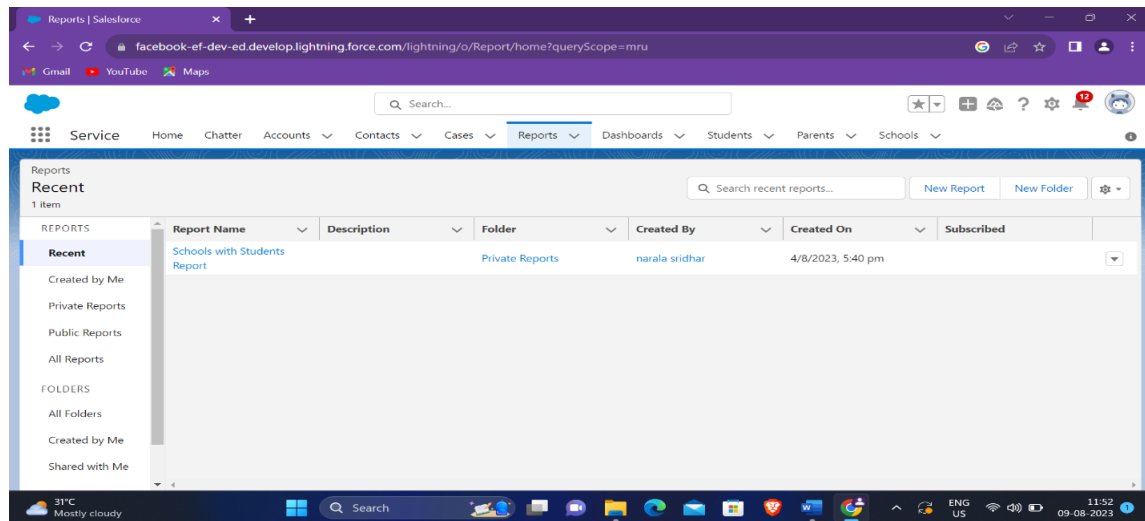 Reports | Salesforce
facebook-ef-dev-ed.develop.lightning.force.com/lightning/o/Report/home?queryScope=mru
Gmail YouTube Maps
Search...
12
Service Home Chatter Accounts Contacts Cases Reports Dashboards Students Parents Schools
Reports
Recent
1 item
Search recent reports...
New Report New Folder
REPORTS
Recent
Created by Me
Private Reports
Public Reports
All Reports
FOLDERS
All Folders
Created by Me
Shared with Me
Report Name Description Folder Created By Created On Subscribed
Schools with Students
Report
Private Reports narala sridhar 4/8/2023, 5:40 pm
31°C
Mostly cloudy
Search
ENG
US
11:52
09-08-2023
1